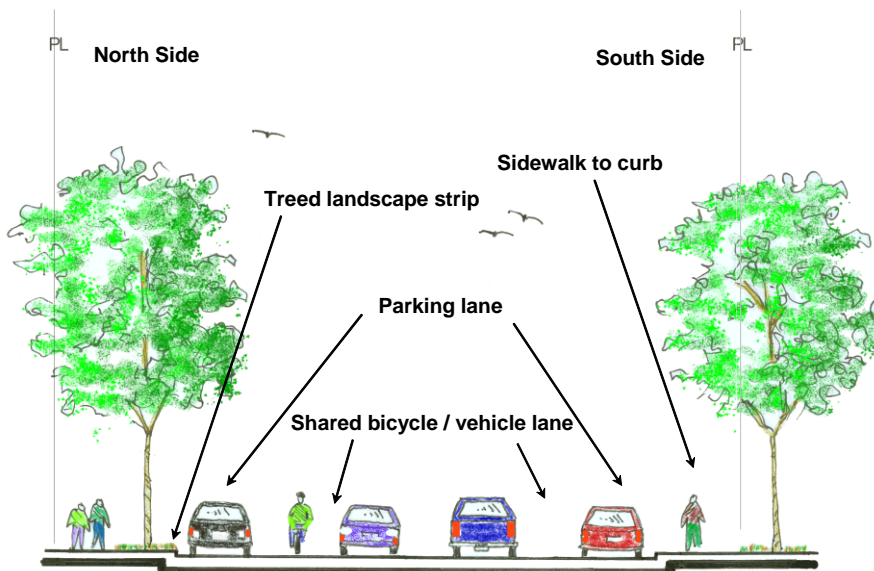 PL
North Side
South Side
PL
Sidewalk to curb
Treed landscape strip
Parking lane
Shared bicycle / vehicle lane